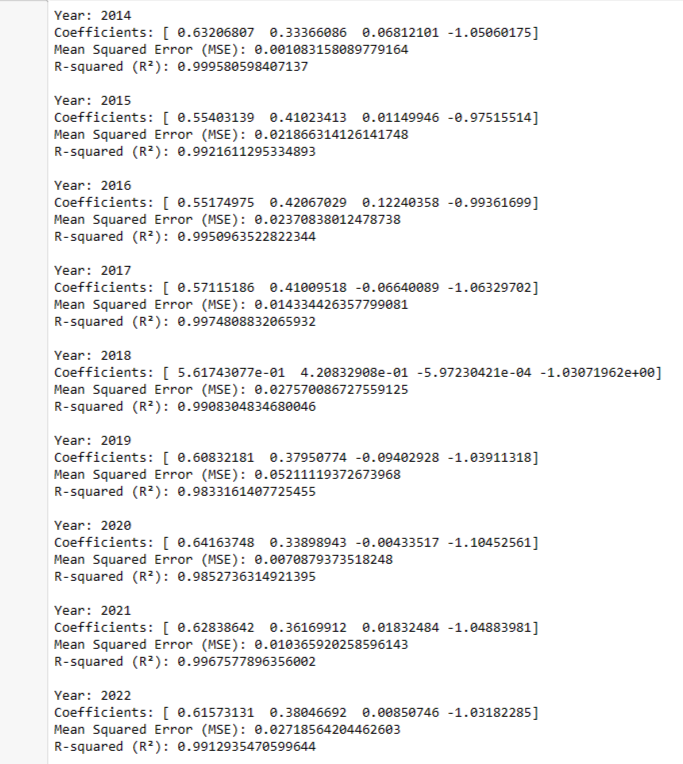 Year: 2014
Coefficients: [ 0.63206807  0.33366086  0.06812101 -1.05060175]
Mean Squared Error (MSE): 0.001083158089779164
R-squared (R²): 0.999580598407137
Year: 2015
Coefficients: [ 0.55403139  0.41023413  0.01149946 -0.97515514]
Mean Squared Error (MSE): 0.021866314126141748
R-squared (R²): 0.9921611295334893
Year: 2016
Coefficients: [ 0.55174975  0.42067029  0.12240358 -0.99361699]
Mean Squared Error (MSE): 0.02370838012478738
R-squared (R²): 0.9950963522822344
Year: 2017
Coefficients: [ 0.57115186  0.41009518 -0.06640089 -1.06329702]
Mean Squared Error (MSE): 0.014334426357799081
R-squared (R²): 0.9974808832065932
Year: 2018
Coefficients: [ 5.61743077e-01  4.20832908e-01 -5.97230421e-04 -1.03071962e+00]
Mean Squared Error (MSE): 0.027570086727559125
R-squared (R²): 0.9908304834680046
Year: 2019
Coefficients: [ 0.60832181  0.37950774 -0.09402928 -1.03911318]
Mean Squared Error (MSE): 0.05211119372673968
R-squared (R²): 0.9833161407725455
Year: 2020
Coefficients: [ 0.64163748  0.33898943 -0.00433517 -1.10452561]
Mean Squared Error (MSE): 0.0070879373518248
R-squared (R²): 0.9852736314921395
Year: 2021
Coefficients: [ 0.62838642  0.36169912  0.01832484 -1.04883981]
Mean Squared Error (MSE): 0.010365920258596143
R-squared (R²): 0.9967577896356002
Year: 2022
Coefficients: [ 0.61573131  0.38046692  0.00850746 -1.03182285]
Mean Squared Error (MSE): 0.02718564204462603
R-squared (R²): 0.9912935470599644